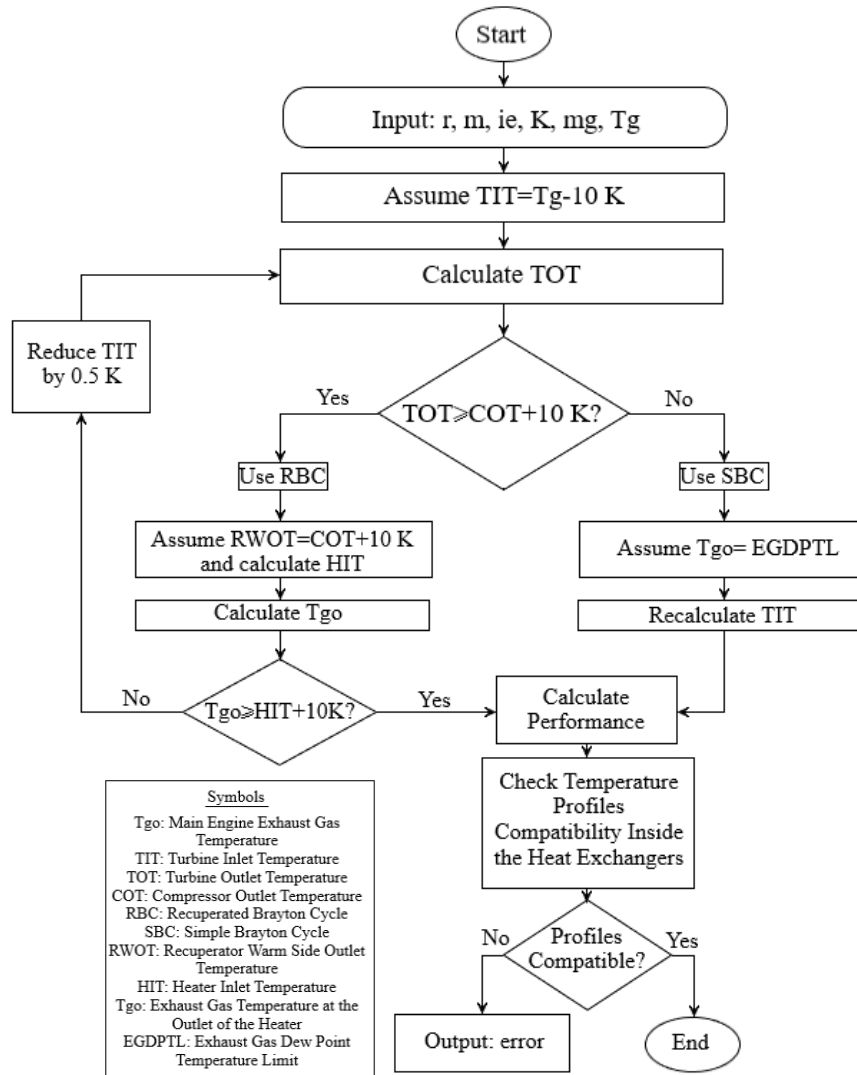 Start
Input: r, m, ie, K, mg, Tg
Assume TIT=Tg-10 K
Calculate TOT
Reduce TIT
by 0.5 K
TOT⩾COT+10 K?
Yes
No
Use RBC
Use SBC
Assume RWOT=COT+10 K
and calculate HIT
Assume Tgo= EGDPTL
Calculate Tgo
Recalculate TIT
Tgo⩾HIT+10K?
No
Yes
Calculate
Performance
Check Temperature
Profiles
Compatibility Inside
the Heat Exchangers
Profiles
Compatible?
No
Yes
Output: error
End
Symbols
Tgo: Main Engine Exhaust Gas
Temperature
TIT: Turbine Inlet Temperature
TOT: Turbine Outlet Temperature
COT: Compressor Outlet Temperature
RBC: Recuperated Brayton Cycle
SBC: Simple Brayton Cycle
RWOT: Recuperator Warm Side Outlet
Temperature
HIT: Heater Inlet Temperature
Tgo: Exhaust Gas Temperature at the
Outlet of the Heater
EGDPTL: Exhaust Gas Dew Point
Temperature Limit